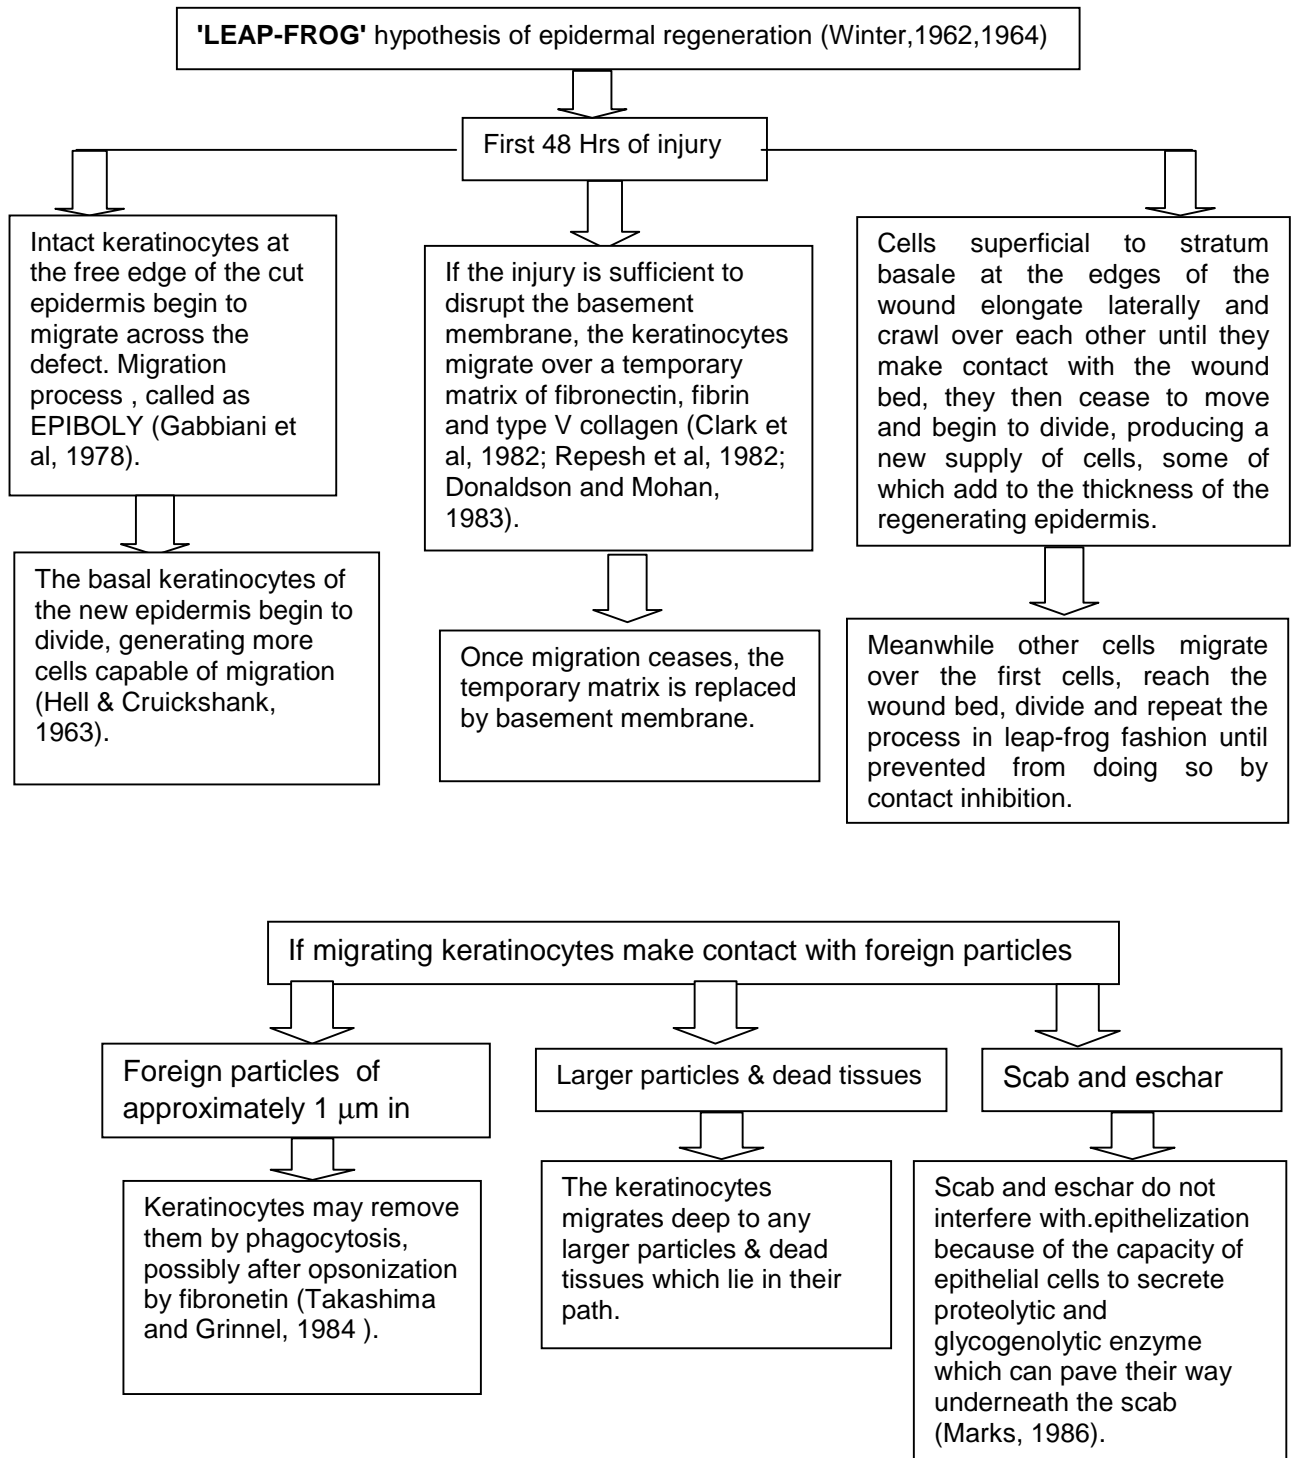 'LEAP-FROG' hypothesis of epidermal regeneration (Winter,1962,1964)
First 48 Hrs of injury
Intact keratinocytes at
the free edge of the cut
epidermis begin to
migrate across the
defect. Migration
process , called as
EPIBOLY (Gabbiani et
al, 1978).
The basal keratinocytes of
the new epidermis begin to
divide, generating more
cells capable of migration
(Hell & Cruickshank,
1963).
If the injury is sufficient to
disrupt the basement
membrane, the keratinocytes
migrate over a temporary
matrix of fibronectin, fibrin
and type V collagen (Clark et
al, 1982; Repesh et al, 1982;
Donaldson and Mohan,
1983).
Once migration ceases, the
temporary matrix is replaced
by basement membrane.
Cells superficial to stratum
basale at the edges of the
wound elongate laterally and
crawl over each other until they
make contact with the wound
bed, they then cease to move
and begin to divide, producing a
new supply of cells, some of
which add to the thickness of the
regenerating epidermis.
Meanwhile other cells migrate
over the first cells, reach the
wound bed, divide and repeat the
process in leap-frog fashion until
prevented from doing so by
contact inhibition.
If migrating keratinocytes make contact with foreign particles
Foreign particles of
approximately 1 μm in
Keratinocytes may remove
them by phagocytosis,
possibly after opsonization
by fibronetin (Takashima
and Grinnel, 1984 ).
Larger particles & dead tissues
The keratinocytes
migrates deep to any
larger particles & dead
tissues which lie in their
path.
Scab and eschar
Scab and eschar do not
interfere with.epithelization
because of the capacity of
epithelial cells to secrete
proteolytic and
glycogenolytic enzyme
which can pave their way
underneath the scab
(Marks, 1986).